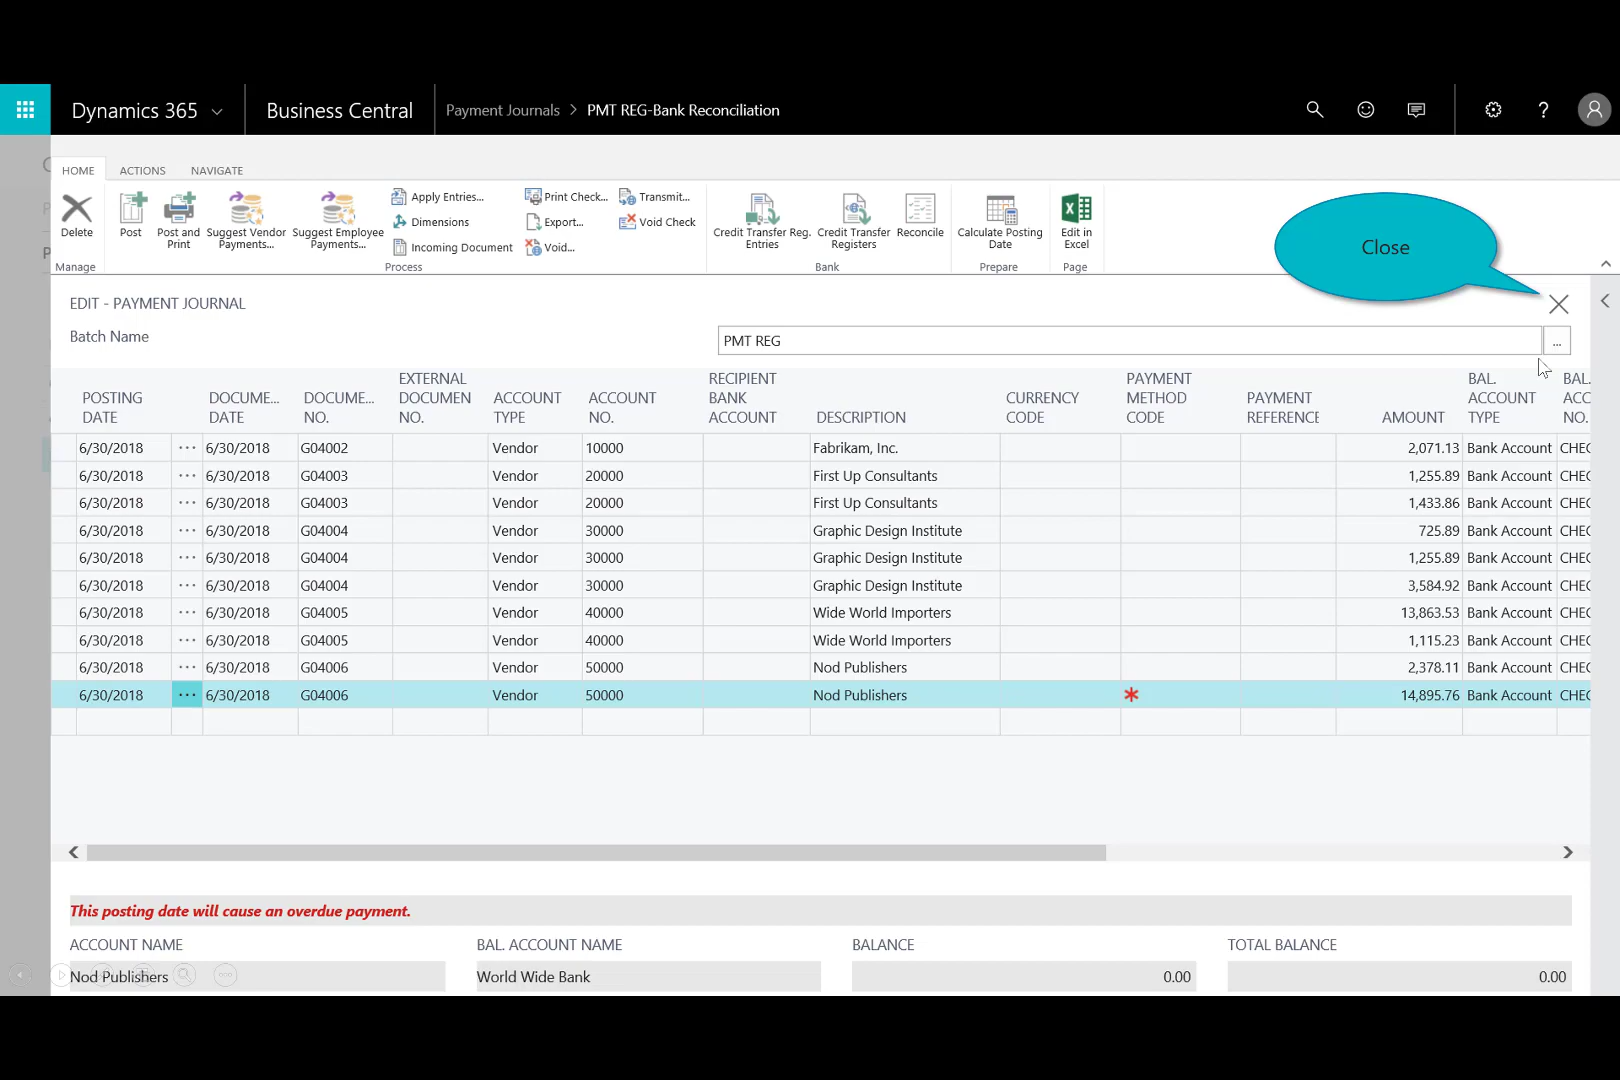 Dynamics 365 Business Central Payment Journals > PMT REG-Bank Reconciliation ?
HOME ACTIONS NAVIGATE
Delete
Manage
Post
Post and Print
Suggest Vendor Payments...
Suggest Employee Payments...
Apply Entries...
Dimensions
Incoming Document
Print Check...
Export...
Void...
Transmit...
Void Check
Process
Credit Transfer Reg. Entries
Credit Transfer Registers
Reconcile
Bank
Calculate Posting Date
Prepare
Edit in Excel
Page
Close
EDIT - PAYMENT JOURNAL
Batch Name PMT REG ...
POSTING DATE DOCUME... DATE DOCUME... NO. EXTERNAL DOCUMEN NO. ACCOUNT TYPE ACCOUNT NO. RECIPIENT BANK ACCOUNT DESCRIPTION CURRENCY CODE PAYMENT METHOD CODE PAYMENT REFERENCE AMOUNT BAL. ACCOUNT TYPE BAL. ACC NO.
6/30/2018 ... 6/30/2018 G04002 Vendor 10000 Fabrikam, Inc. 2,071.13 Bank Account CHEC
6/30/2018 ... 6/30/2018 G04003 Vendor 20000 First Up Consultants 1,255.89 Bank Account CHEC
6/30/2018 ... 6/30/2018 G04003 Vendor 20000 First Up Consultants 1,433.86 Bank Account CHEC
6/30/2018 ... 6/30/2018 G04004 Vendor 30000 Graphic Design Institute 725.89 Bank Account CHEC
6/30/2018 ... 6/30/2018 G04004 Vendor 30000 Graphic Design Institute 1,255.89 Bank Account CHEC
6/30/2018 ... 6/30/2018 G04004 Vendor 30000 Graphic Design Institute 3,584.92 Bank Account CHEC
6/30/2018 ... 6/30/2018 G04005 Vendor 40000 Wide World Importers 13,863.53 Bank Account CHEC
6/30/2018 ... 6/30/2018 G04005 Vendor 40000 Wide World Importers 1,115.23 Bank Account CHEC
6/30/2018 ... 6/30/2018 G04006 Vendor 50000 Nod Publishers 2,378.11 Bank Account CHEC
6/30/2018 ... 6/30/2018 G04006 Vendor 50000 Nod Publishers * 14,895.76 Bank Account CHEC
This posting date will cause an overdue payment.
ACCOUNT NAME BAL. ACCOUNT NAME BALANCE TOTAL BALANCE
Nod Publishers World Wide Bank 0.00 0.00